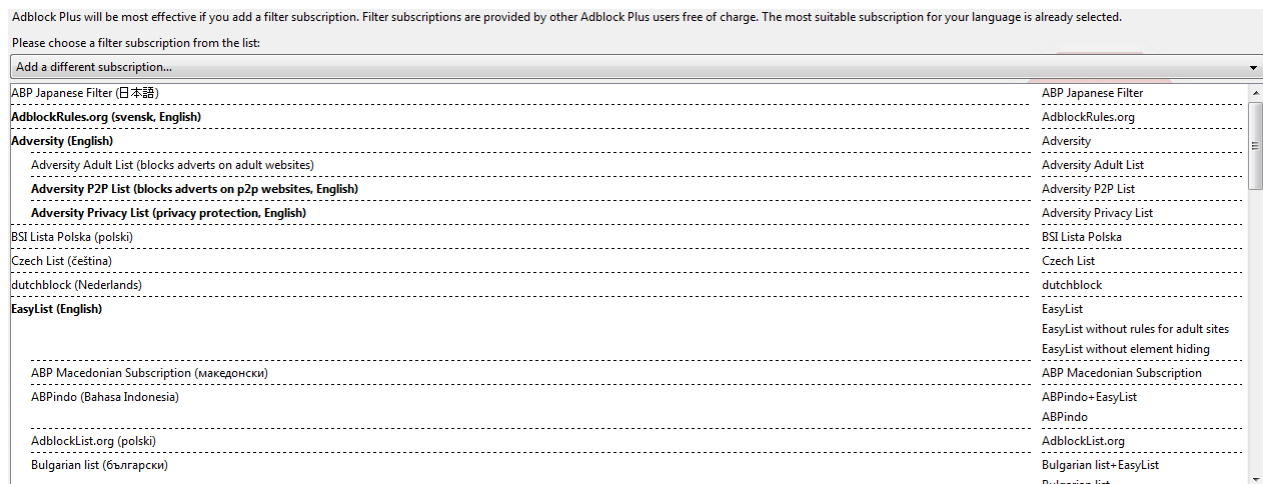 Adblock Plus will be most effective if you add a filter subscription. Filter subscriptions are provided by other Adblock Plus users free of charge. The most suitable subscription for your language is already selected.
Please choose a filter subscription from the list:
Add a different subscription...
ABP Japanese Filter (日本語) ABP Japanese Filter
AdblockRules.org (svensk, English) AdblockRules.org
Adversity (English) Adversity
Adversity Adult List (blocks adverts on adult websites) Adversity Adult List
Adversity P2P List (blocks adverts on p2p websites, English) Adversity P2P List
Adversity Privacy List (privacy protection, English) Adversity Privacy List
BSI Lista Polska (polski) BSI Lista Polska
Czech List (čeština) Czech List
dutchblock (Nederlands) dutchblock
EasyList (English) EasyList
EasyList without rules for adult sites
EasyList without element hiding
ABP Macedonian Subscription (македонски) ABP Macedonian Subscription
ABPindo (Bahasa Indonesia) ABPindo+EasyList
ABPindo
AdblockList.org (polski) AdblockList.org
Bulgarian list (български) Bulgarian list+EasyList
Bulgarian list